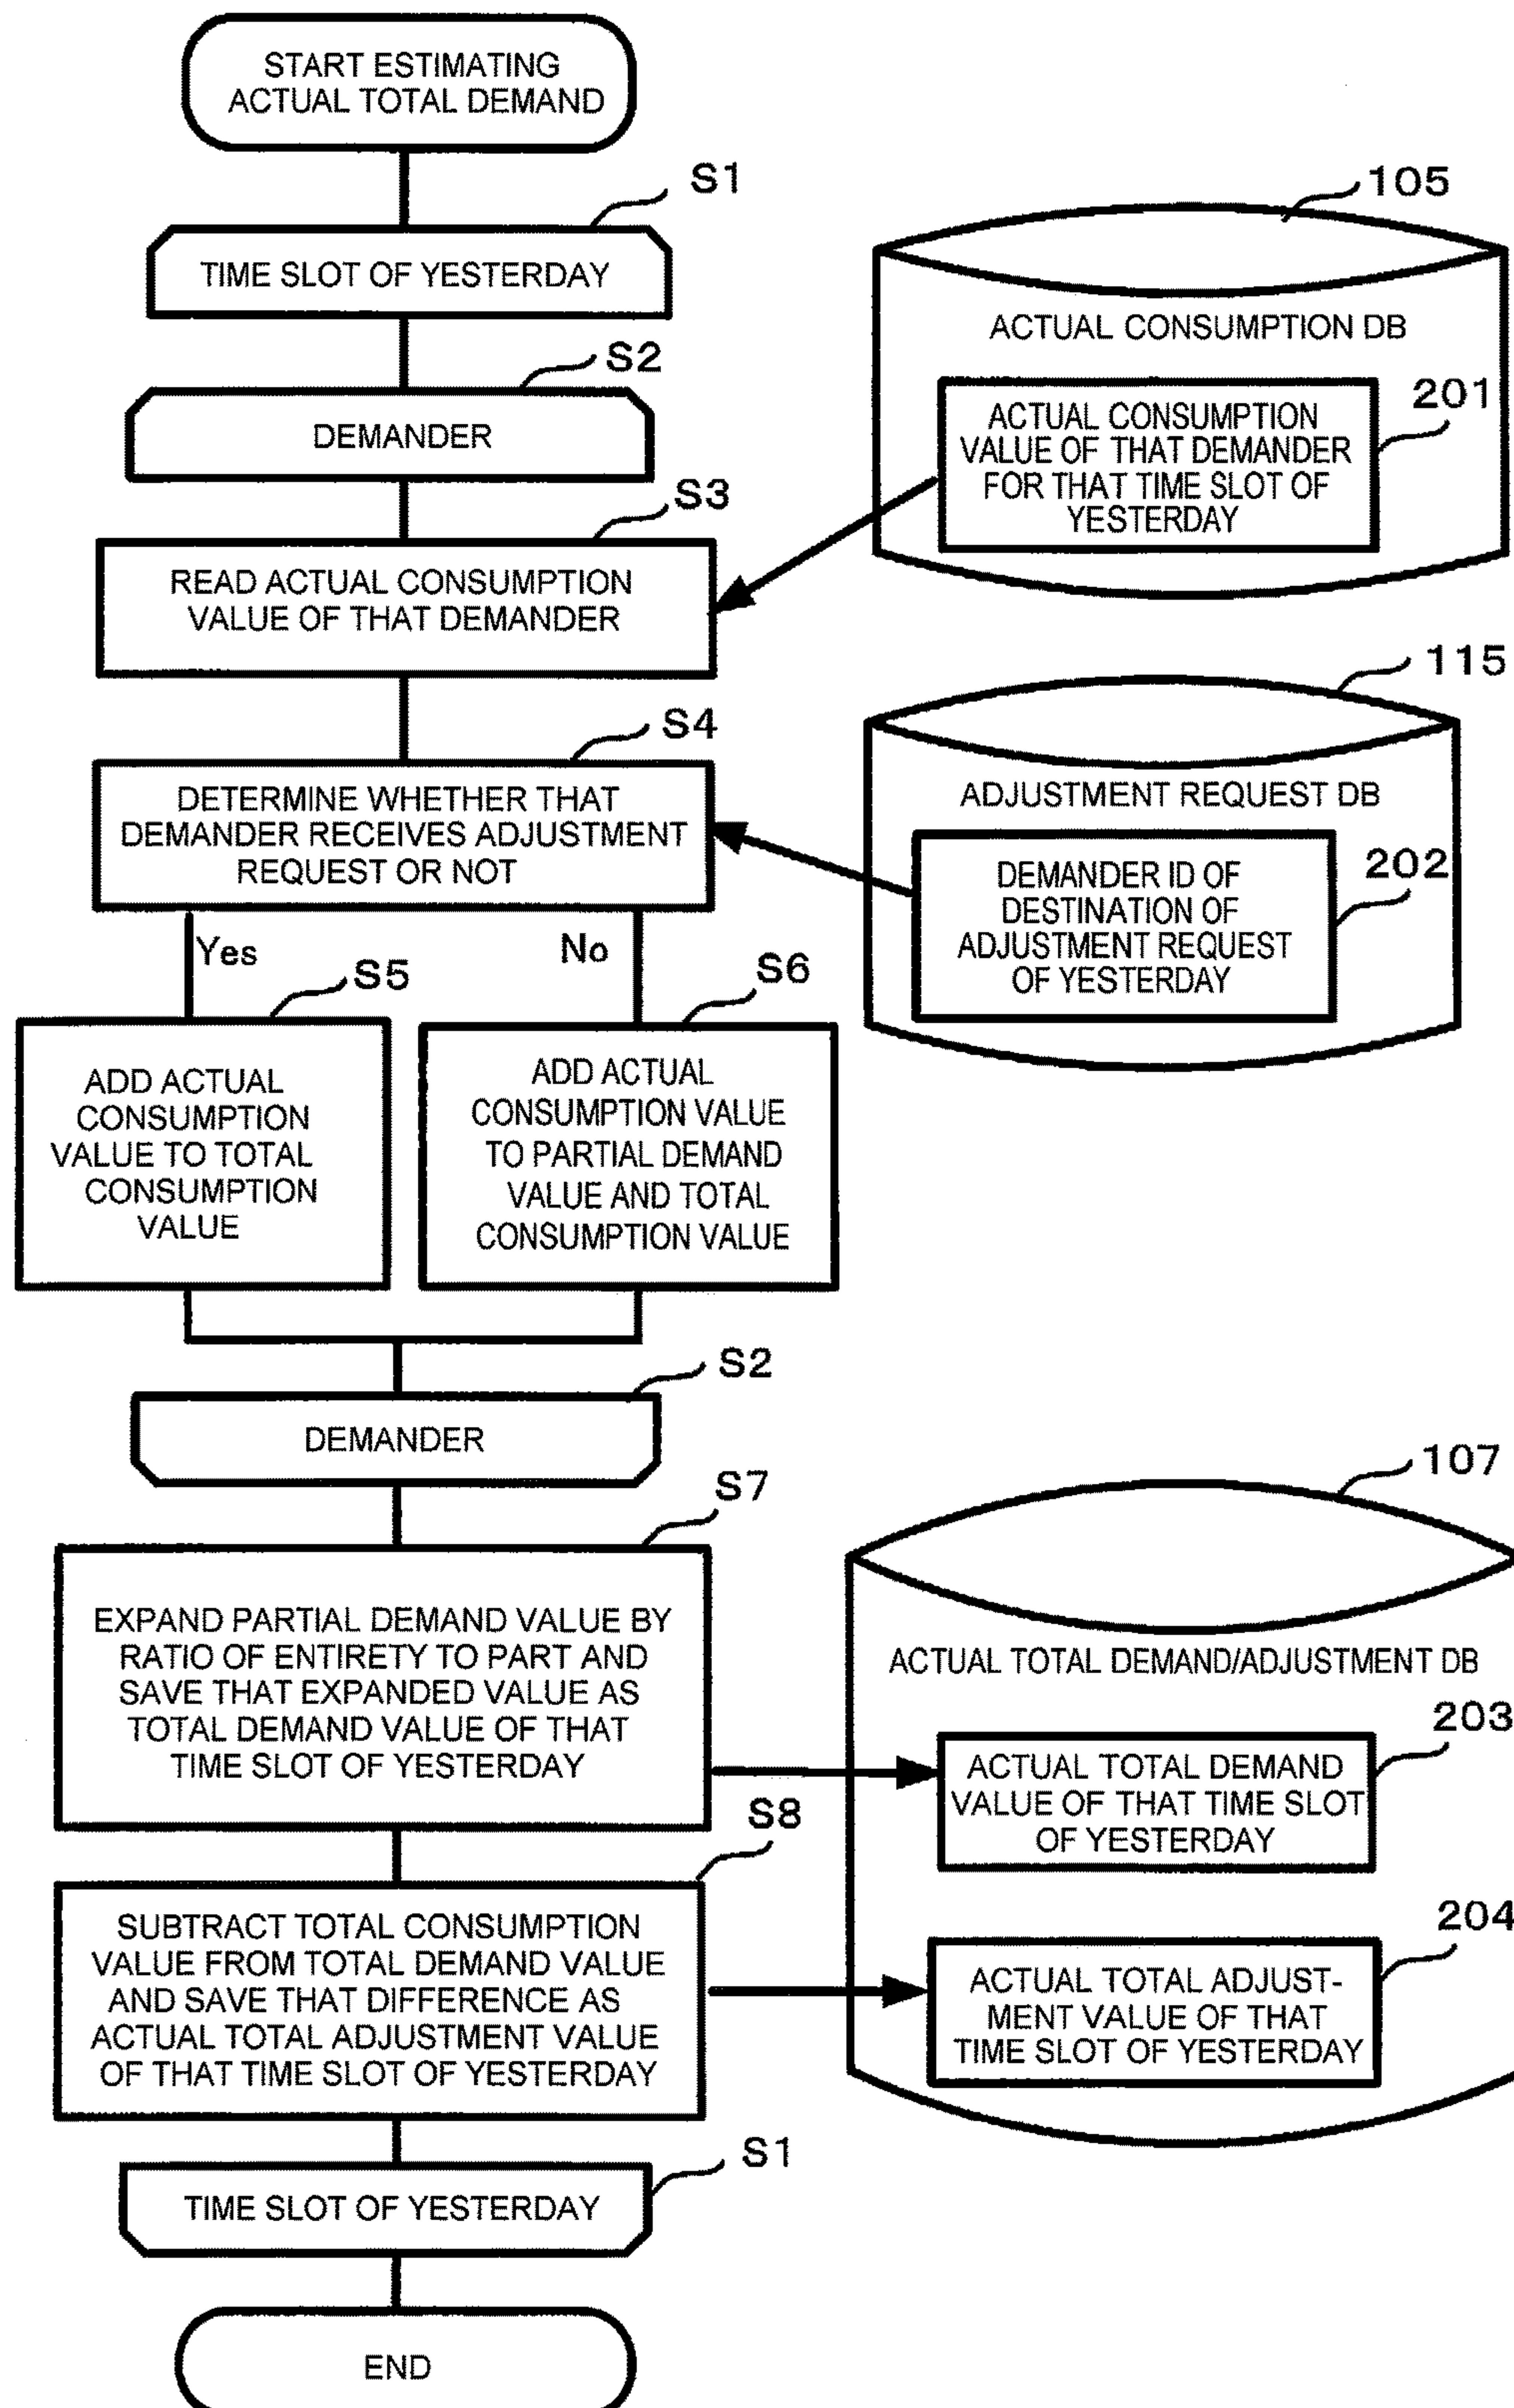 START ESTIMATING
ACTUAL TOTAL DEMAND
S1
TIME SLOT OF YESTERDAY
S2
DEMANDER
S3
READ ACTUAL CONSUMPTION
VALUE OF THAT DEMANDER
105
ACTUAL CONSUMPTION DB
201
ACTUAL CONSUMPTION
VALUE OF THAT DEMANDER
FOR THAT TIME SLOT OF
YESTERDAY
S4
DETERMINE WHETHER THAT
DEMANDER RECEIVES ADJUSTMENT
REQUEST OR NOT
115
ADJUSTMENT REQUEST DB
202
DEMANDER ID OF
DESTINATION OF
ADJUSTMENT REQUEST
OF YESTERDAY
Yes
No
S5
ADD ACTUAL
CONSUMPTION
VALUE TO TOTAL
CONSUMPTION
VALUE
S6
ADD ACTUAL
CONSUMPTION VALUE
TO PARTIAL DEMAND
VALUE AND TOTAL
CONSUMPTION VALUE
S2
DEMANDER
S7
EXPAND PARTIAL DEMAND VALUE BY
RATIO OF ENTIRETY TO PART AND
SAVE THAT EXPANDED VALUE AS
TOTAL DEMAND VALUE OF THAT
TIME SLOT OF YESTERDAY
107
ACTUAL TOTAL DEMAND/ADJUSTMENT DB
203
ACTUAL TOTAL DEMAND
VALUE OF THAT TIME SLOT
OF YESTERDAY
S8
SUBTRACT TOTAL CONSUMPTION
VALUE FROM TOTAL DEMAND VALUE
AND SAVE THAT DIFFERENCE AS
ACTUAL TOTAL ADJUSTMENT VALUE
OF THAT TIME SLOT OF YESTERDAY
204
ACTUAL TOTAL ADJUST-
MENT VALUE OF THAT
TIME SLOT OF YESTERDAY
S1
TIME SLOT OF YESTERDAY
END